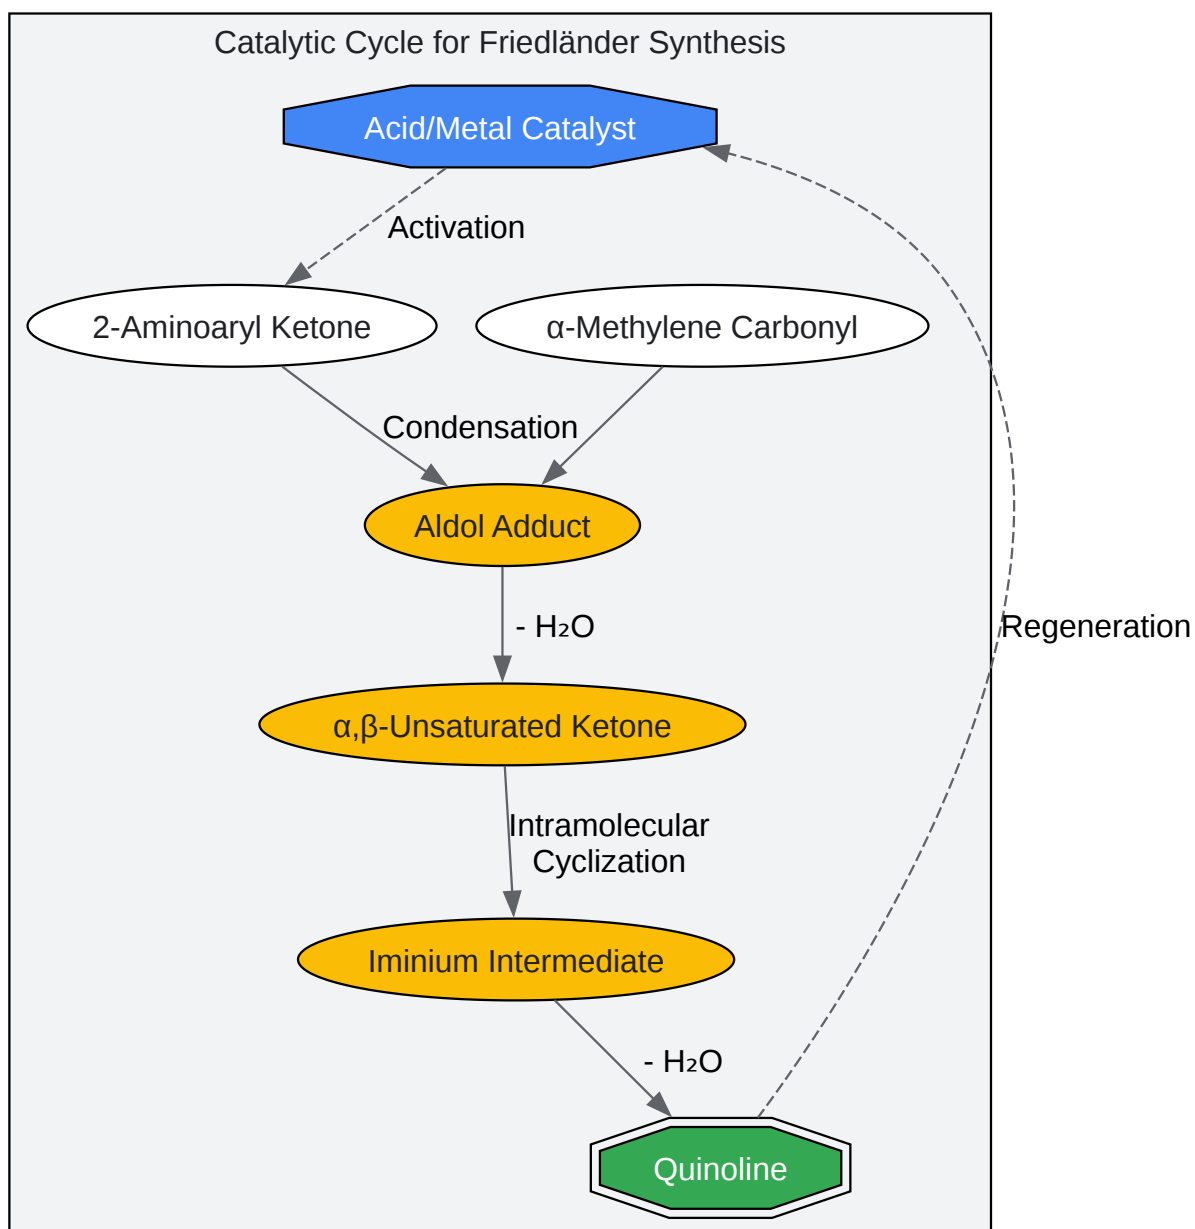 Catalytic Cycle for Friedländer Synthesis
Acid/Metal Catalyst
Activation
2-Aminoaryl Ketone
α-Methylene Carbonyl
Condensation
Aldol Adduct
- H₂O
Regeneration
α,β-Unsaturated Ketone
Intramolecular
Cyclization
Iminium Intermediate
- H₂O
Quinoline